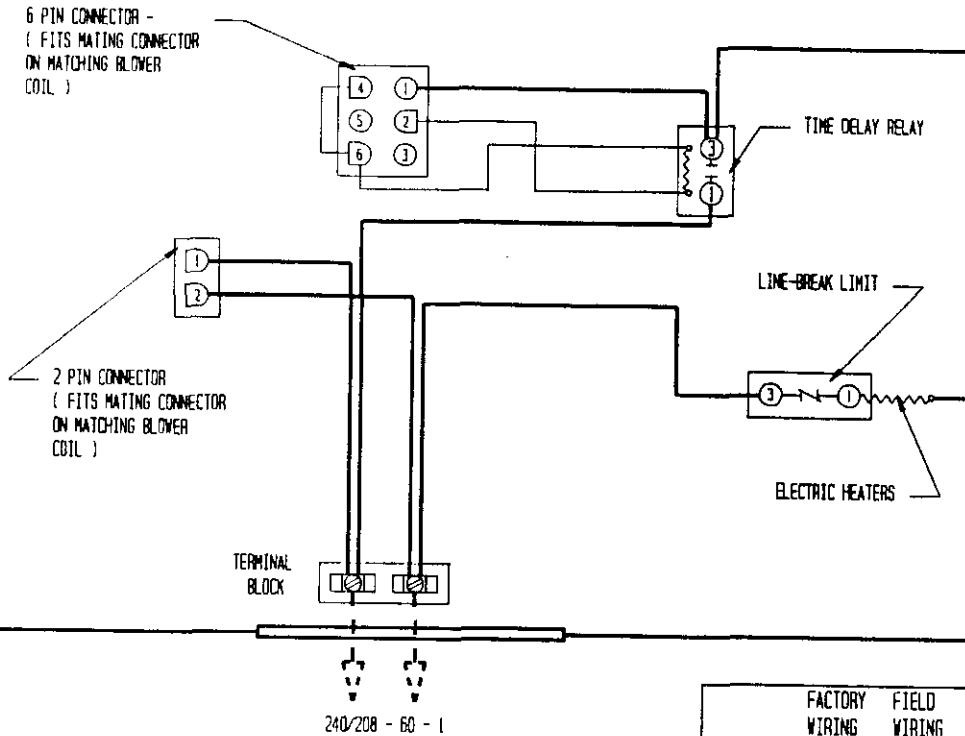 6 PIN CONNECTOR -
( FITS MATING CONNECTOR
ON MATCHING BLOWER
COIL )
4 1
5 2
6 3
TIME DELAY RELAY
3
1
1
2
LINE-BREAK LIMIT
2 PIN CONNECTOR
( FITS MATING CONNECTOR
ON MATCHING BLOWER
COIL )
3 1
ELECTRIC HEATERS
TERMINAL
BLOCK
240/208 - 60 - 1
FACTORY FIELD
WIRING WIRING